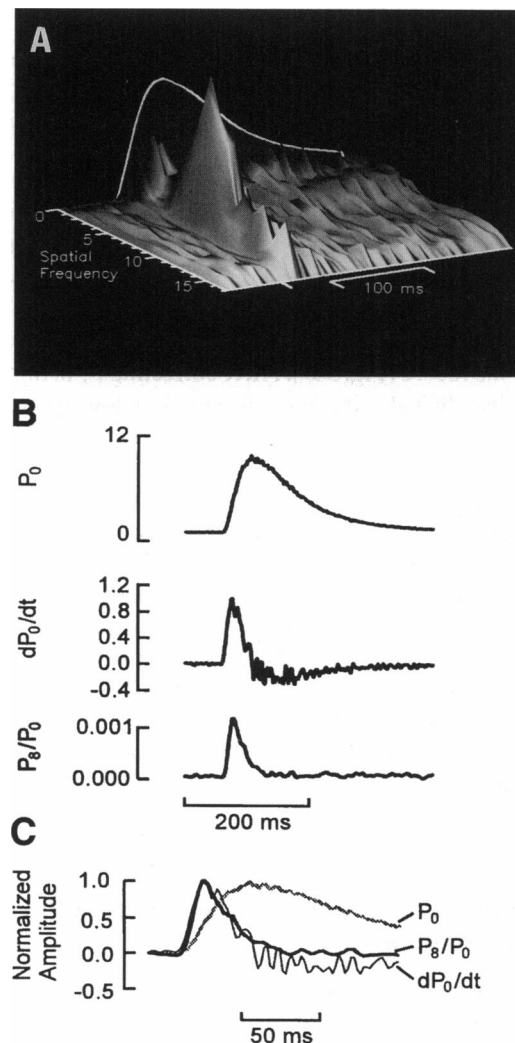 A
0
5
10
15
Spatial
Frequency
100 ms
B
12
P₀
0
1.2
0.8
dP₀/dt
0.4
0.0
-0.4
0.001
P₈/P₀
0.000
200 ms
C
1.0
Normalized
Amplitude
0.5
0.0
-0.5
P₀
P₈/P₀
dP₀/dt
50 ms